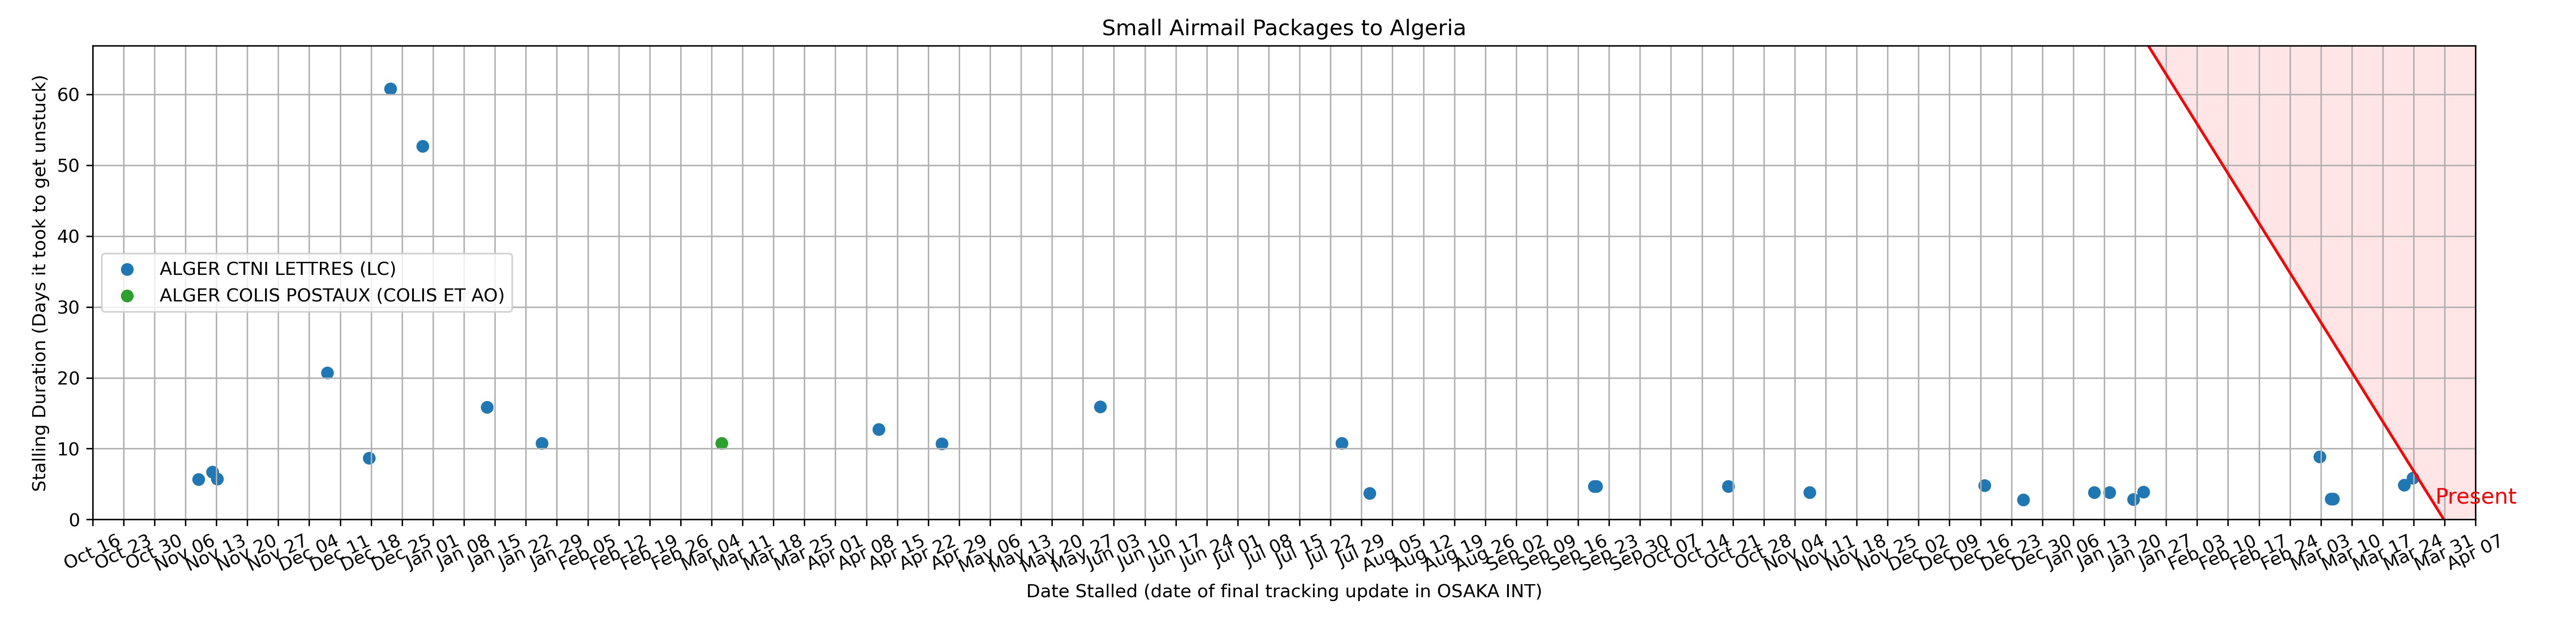 Small Airmail Packages to Algeria
Stalling Duration (Days it took to get unstuck)
60
50
40
30
20
10
0
ALGER CTNI LETTRES (LC)
ALGER COLIS POSTAUX (COLIS ET AO)
Present
Oct 16
Oct 23
Oct 30
Nov 06
Nov 13
Nov 20
Nov 27
Dec 04
Dec 11
Dec 18
Dec 25
Jan 01
Jan 08
Jan 15
Jan 22
Jan 29
Feb 05
Feb 12
Feb 19
Feb 26
Mar 04
Mar 11
Mar 18
Mar 25
Apr 01
Apr 08
Apr 15
Apr 22
Apr 29
May 06
May 13
May 20
May 27
Jun 03
Jun 10
Jun 17
Jun 24
Jul 01
Jul 08
Jul 15
Jul 22
Jul 29
Aug 05
Aug 12
Aug 19
Aug 26
Sep 02
Sep 09
Sep 16
Sep 23
Sep 30
Oct 07
Oct 14
Oct 21
Oct 28
Nov 04
Nov 11
Nov 18
Nov 25
Dec 02
Dec 09
Dec 16
Dec 23
Dec 30
Jan 06
Jan 13
Jan 20
Jan 27
Feb 03
Feb 10
Feb 17
Feb 24
Mar 03
Mar 10
Mar 17
Mar 24
Mar 31
Apr 07
Date Stalled (date of final tracking update in OSAKA INT)